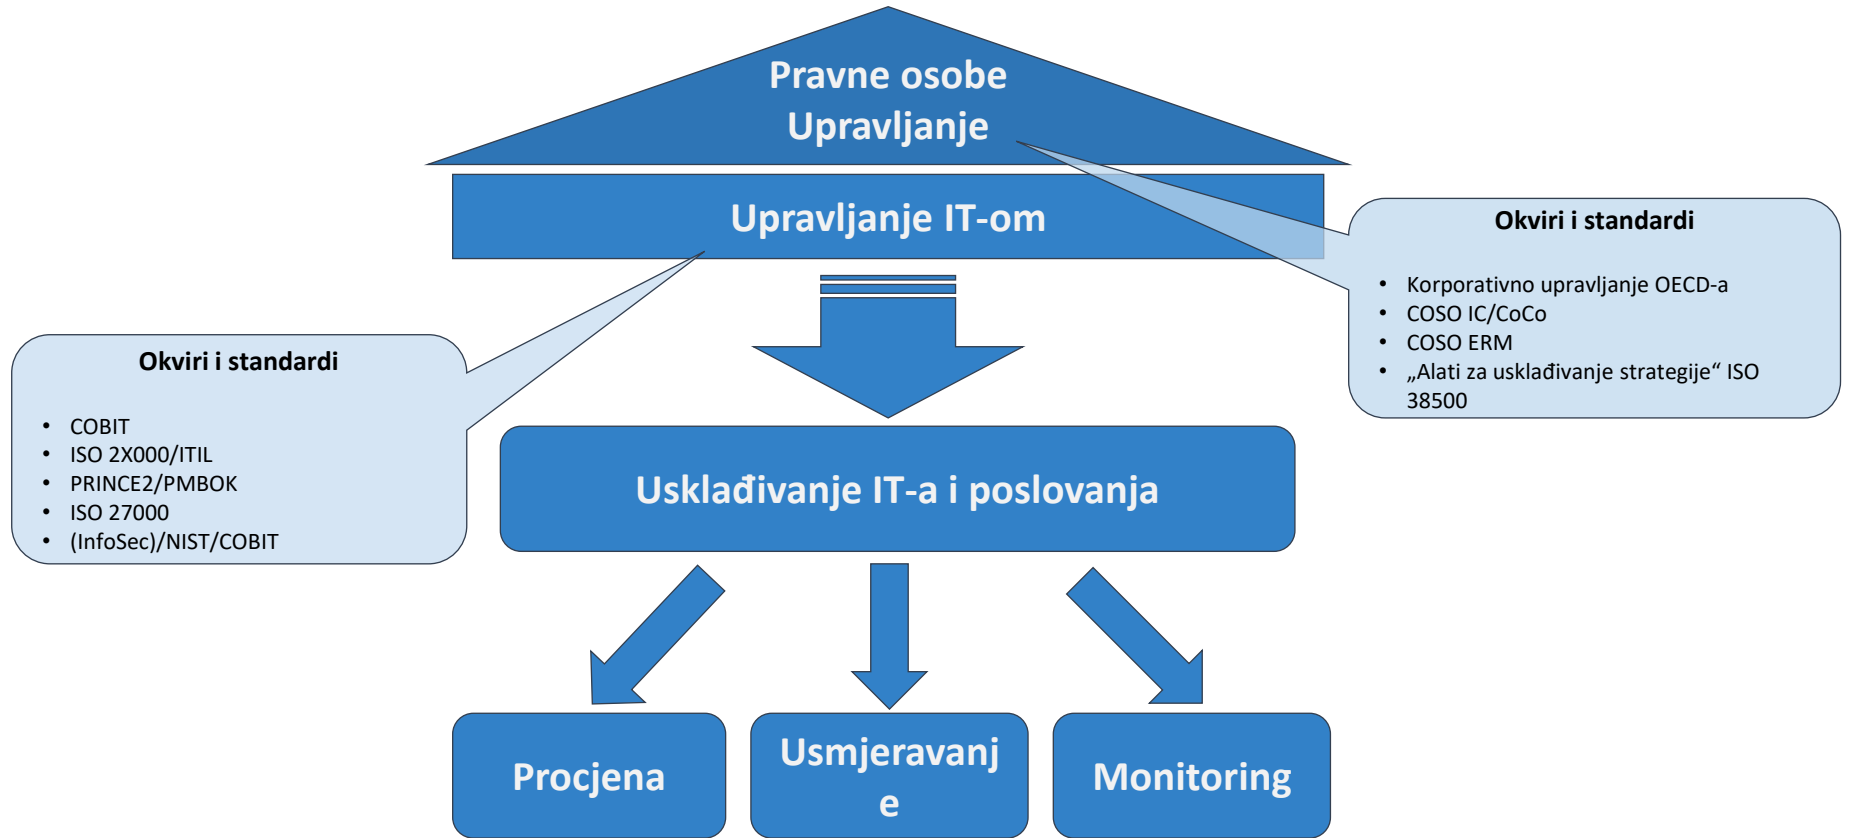 Pravne osobe
Upravljanje
Upravljanje IT-om
Okviri i standardi
• Korporativno upravljanje OECD-a
• COSO IC/CoCo
• COSO ERM
• „Alati za usklađivanje strategije“ ISO
38500
Okviri i standardi
• COBIT
• ISO 2X000/ITIL
• PRINCE2/PMBOK
• ISO 27000
• (InfoSec)/NIST/COBIT
Usklađivanje IT-a i poslovanja
Procjena
Usmjeravanj
e
Monitoring